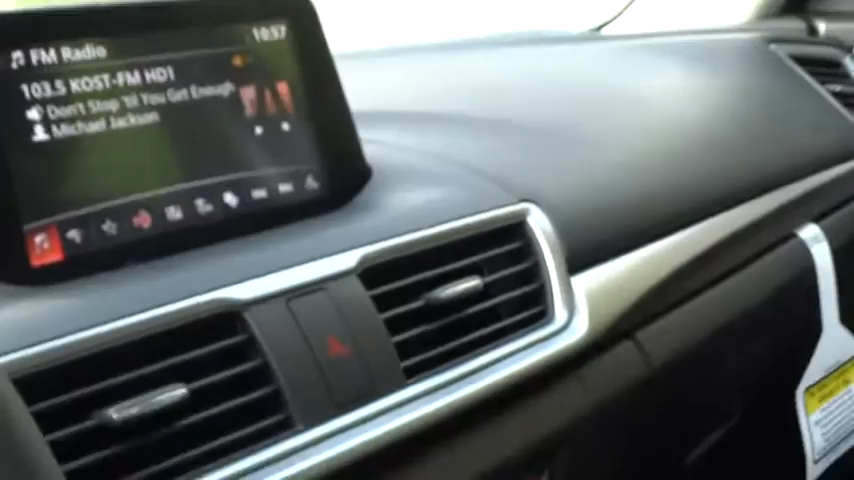 FM Radio
10:57
103.5 KOST-FM HD1
Don't Stop 'til You Get Enough
Michael Jackson